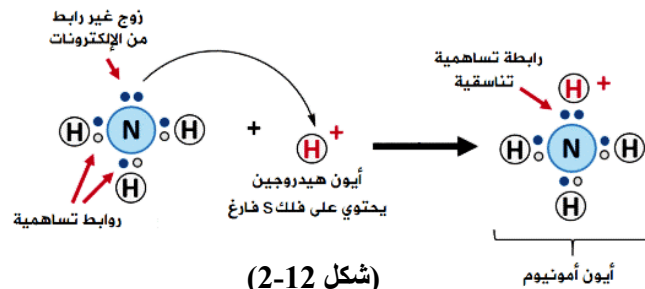 زوج غير رابط
من الإلكترونات
H N H
H
روابط تساهمية
+
H +
أيون هيدروجين
يحتوي على فلك S فارغ
رابطة تساهمية
تناسقية
H +
H N H
H
أيون أمونيوم
(شكل 12-2)